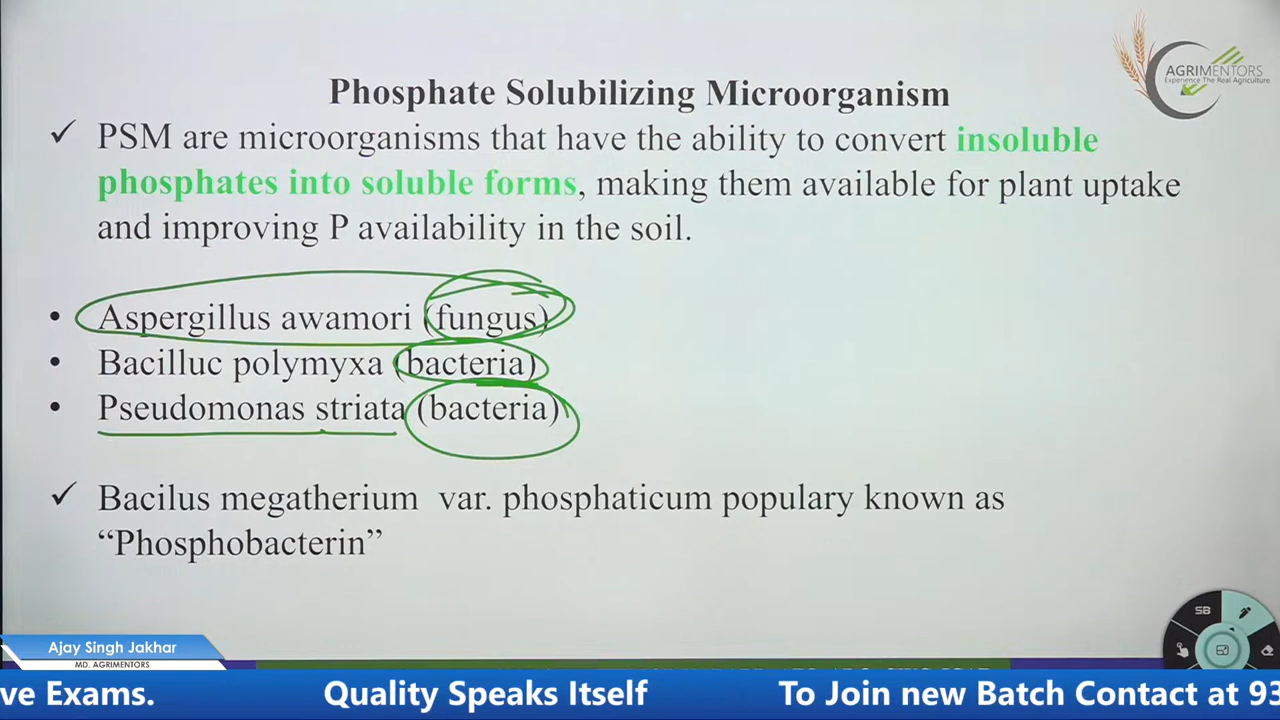 AGRIMENTORS
Experience The Real Agriculture
Phosphate Solubilizing Microorganism
✓ PSM are microorganisms that have the ability to convert insoluble
phosphates into soluble forms, making them available for plant uptake
and improving P availability in the soil.
• Aspergillus awamori (fungus)
• Bacilluc polymyxa (bacteria)
• Pseudomonas striata (bacteria)
✓ Bacilus megatherium var. phosphaticum populary known as
“Phosphobacterin”
SB
Ajay Singh Jakhar
MD. AGRIMENTORS
ve Exams. Quality Speaks Itself To Join new Batch Contact at 93